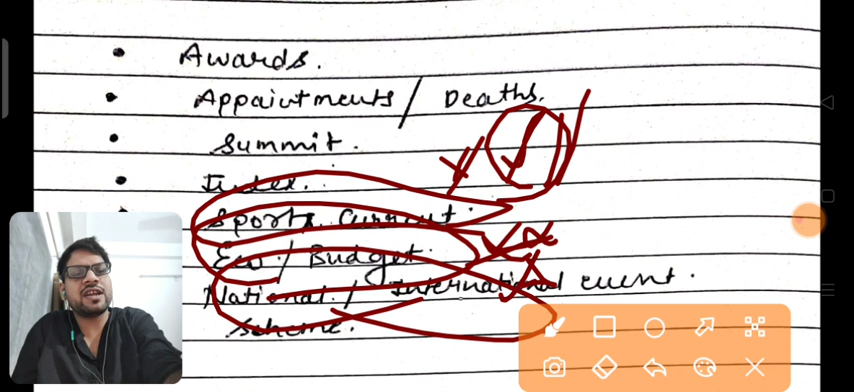 Awards.
Appointments / Deaths.
Summit.
Index.
Sports Current.
Eco / Budget.
National / International event.
Scheme.